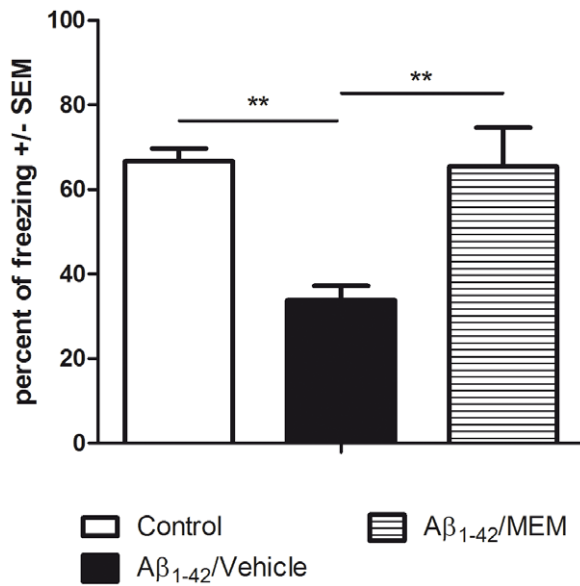 100
80
60
40
20
0
percent of freezing +/- SEM
**
**
Control
Aβ1-42/MEM
Aβ1-42/Vehicle